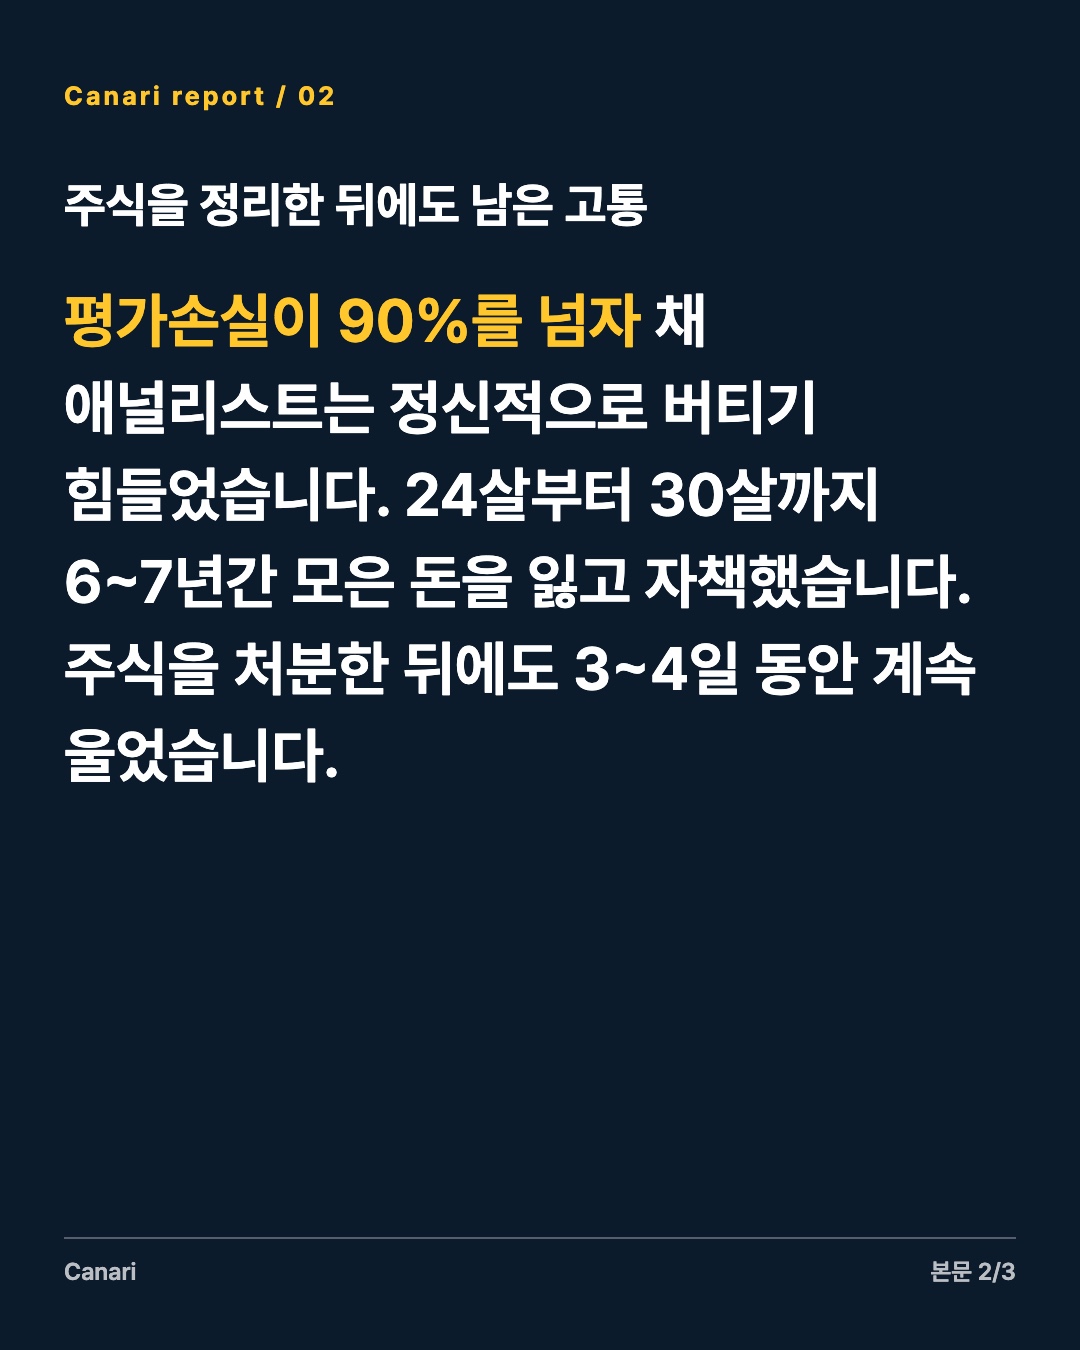 Canari report / 02
주식을 정리한 뒤에도 남은 고통
평가손실이 90%를 넘자 채
애널리스트는 정신적으로 버티기
힘들었습니다. 24살부터 30살까지
6~7년간 모은 돈을 잃고 자책했습니다.
주식을 처분한 뒤에도 3~4일 동안 계속
울었습니다.
Canari
본문 2/3